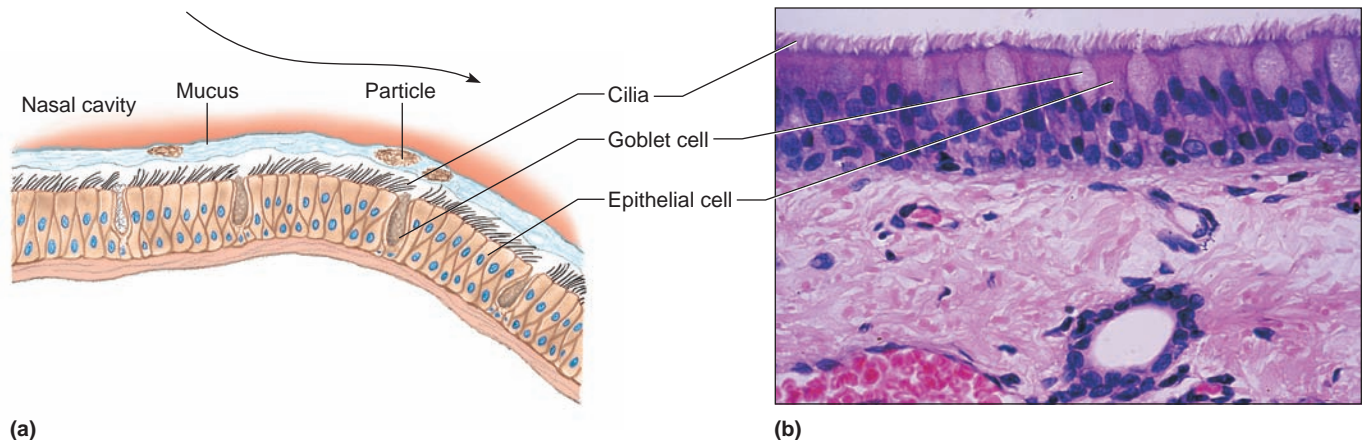 Nasal cavity
Mucus
Particle
Cilia
Goblet cell
Epithelial cell
(a)
(b)